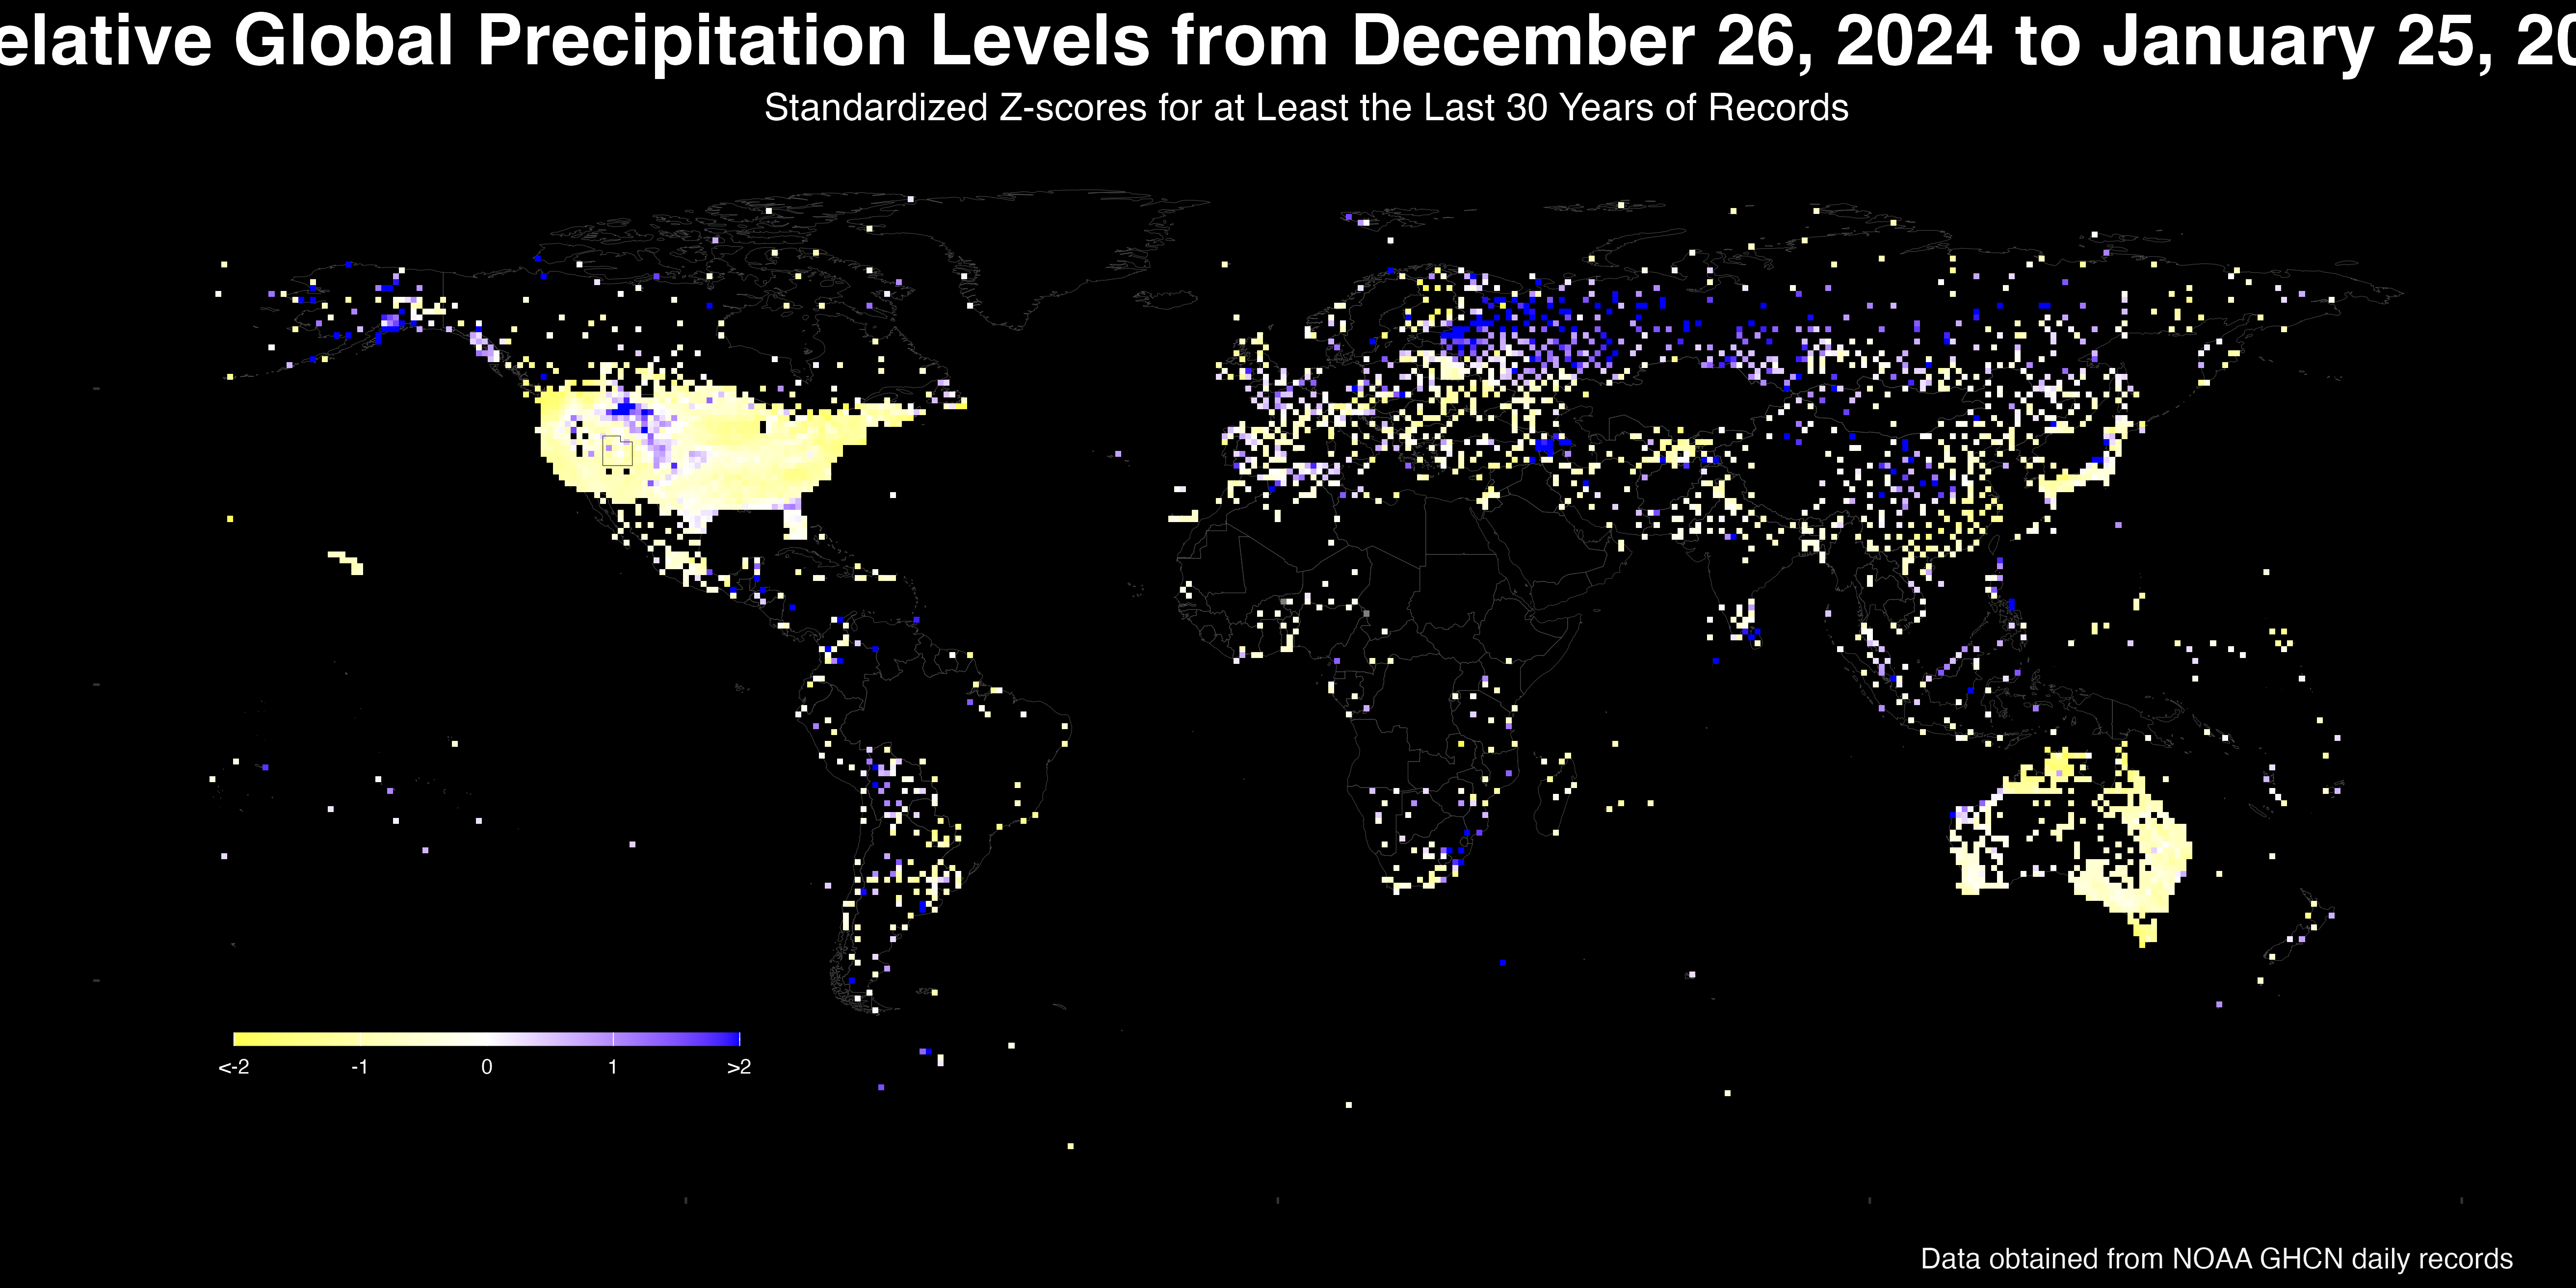 elative Global Precipitation Levels from December 26, 2024 to January 25, 20
Standardized Z-scores for at Least the Last 30 Years of Records
<-2 -1 0 1 >2
Data obtained from NOAA GHCN daily records